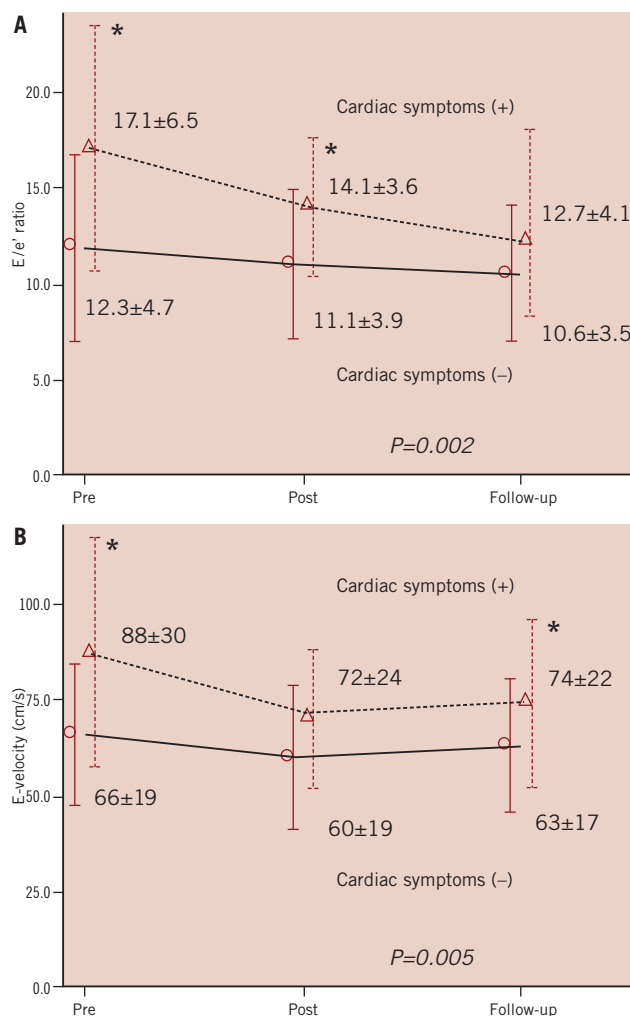 A
*
20.0
Cardiac symptoms (+)
17.1±6.5
*
15.0
14.1±3.6
12.7±4.1
E/e' ratio
10.0
12.3±4.7
11.1±3.9
10.6±3.5
5.0
Cardiac symptoms (–)
P=0.002
0.0
Pre Post Follow-up
B
*
100.0
Cardiac symptoms (+)
88±30
*
72±24
74±22
75.0
E-velocity (cm/s)
50.0
66±19
60±19
63±17
25.0
Cardiac symptoms (–)
P=0.005
0.0
Pre Post Follow-up